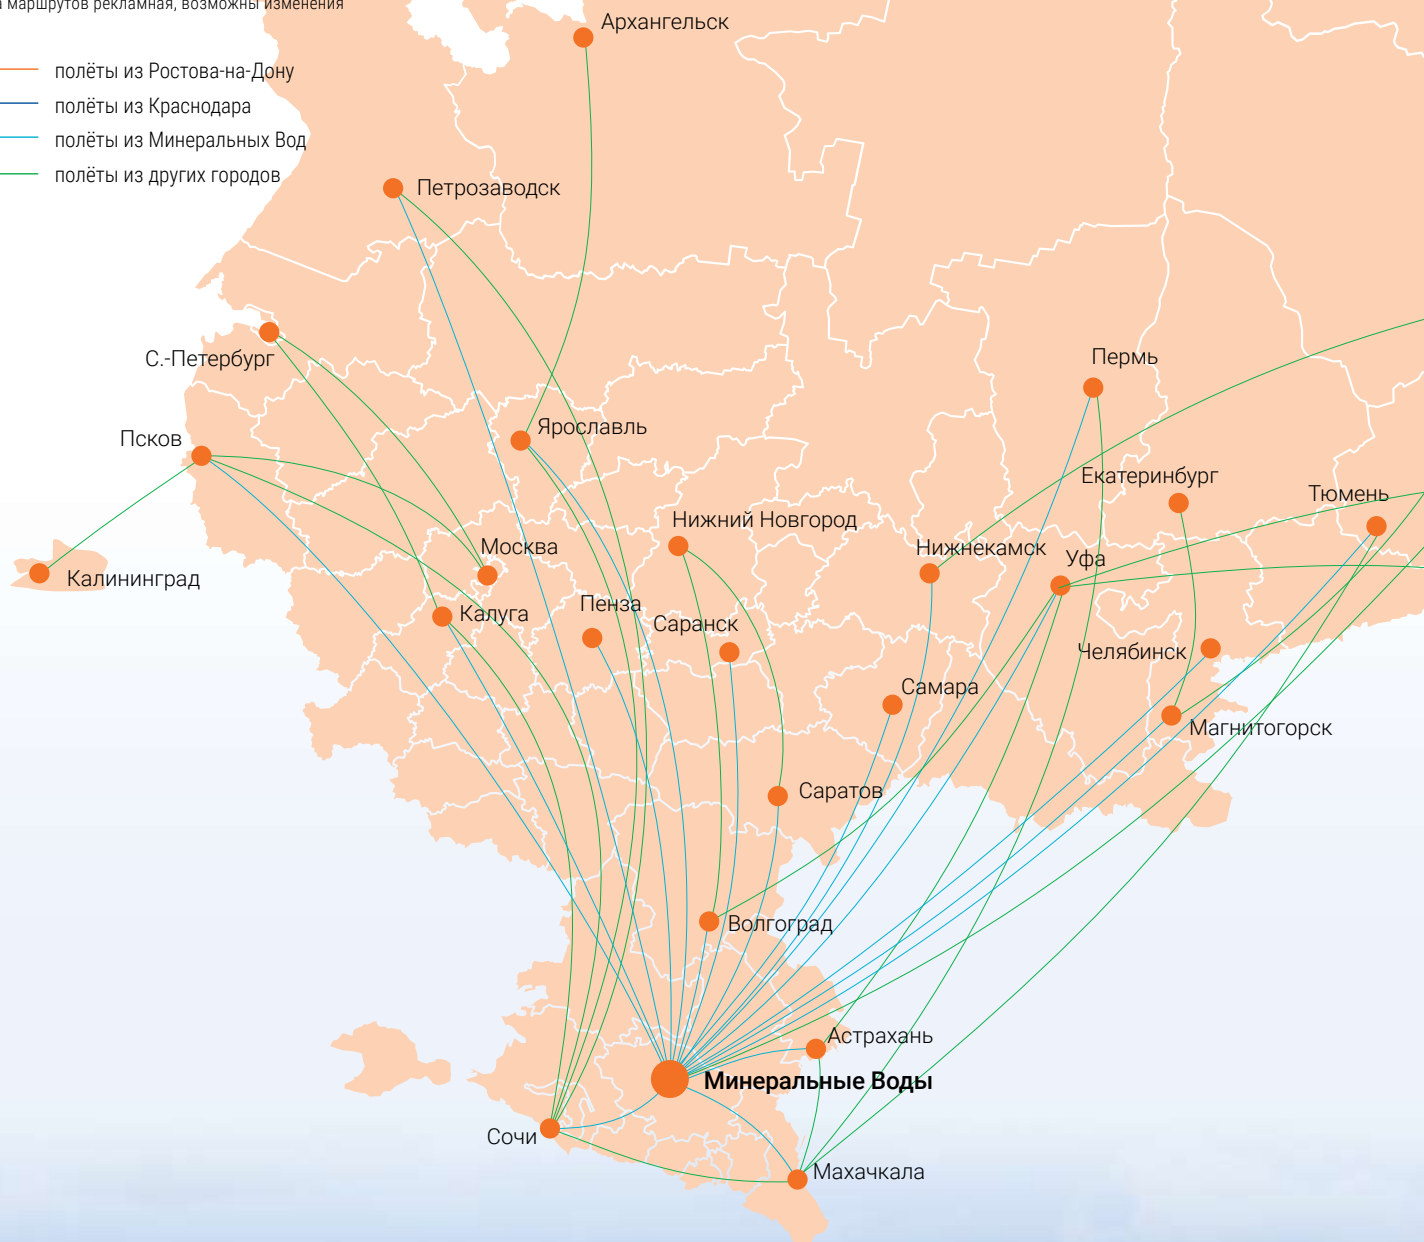 маршрутов рекламная, возможны изменения
полёты из Ростова-на-Дону
полёты из Краснодара
полёты из Минеральных Вод
полёты из других городов
Архангельск
Петрозаводск
С.-Петербург
Пермь
Псков
Ярославль
Екатеринбург
Тюмень
Нижний Новгород
Москва
Нижнекамск
Уфа
Калининград
Калуга
Пенза
Саранск
Челябинск
Самара
Магнитогорск
Саратов
Волгоград
Астрахань
Минеральные Воды
Сочи
Махачкала